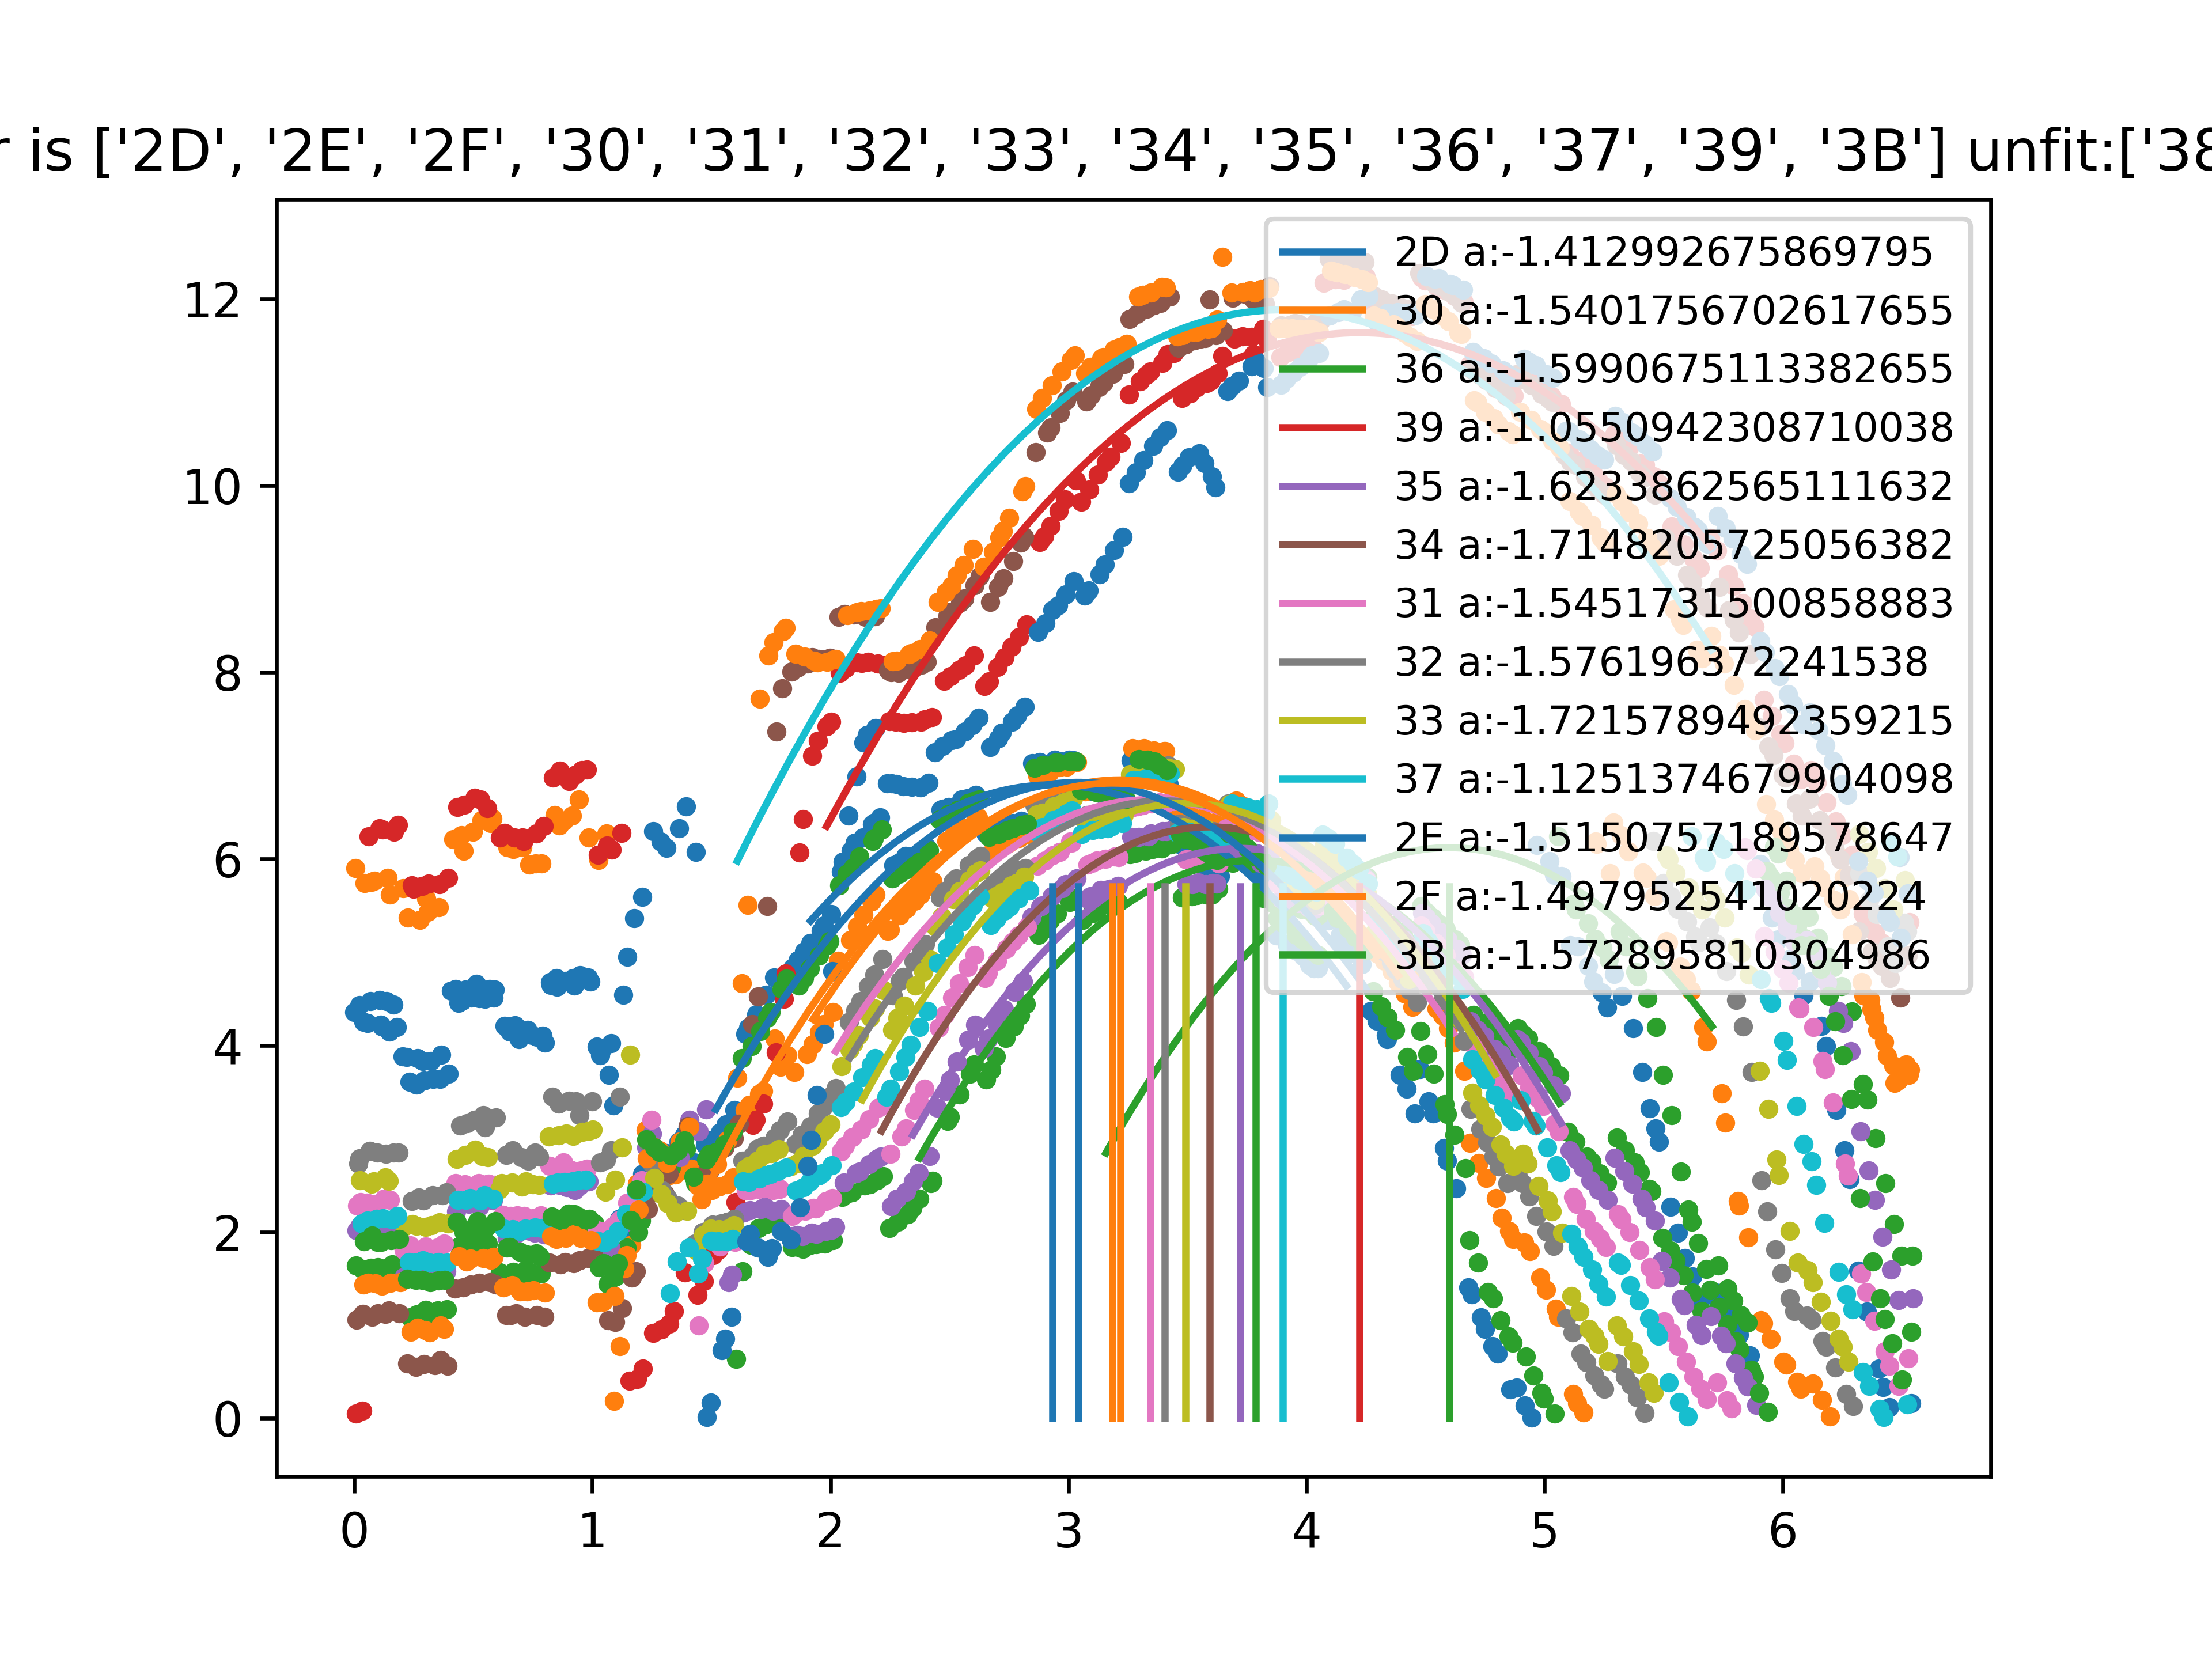 r is ['2D', '2E', '2F', '30', '31', '32', '33', '34', '35', '36', '37', '39', '3B'] unfit:['38
2D a:-1.412992675869795
30 a:-1.5401756702617655
36 a:-1.5990675113382655
39 a:-1.0550942308710038
35 a:-1.6233862565111632
34 a:-1.7148205725056382
31 a:-1.5451731500858883
32 a:-1.576196372241538
33 a:-1.7215789492359215
37 a:-1.1251374679904098
2E a:-1.5150757189578647
2F a:-1.497952541020224
3B a:-1.572895810304986
12
10
8
6
4
2
0
0 1 2 3 4 5 6